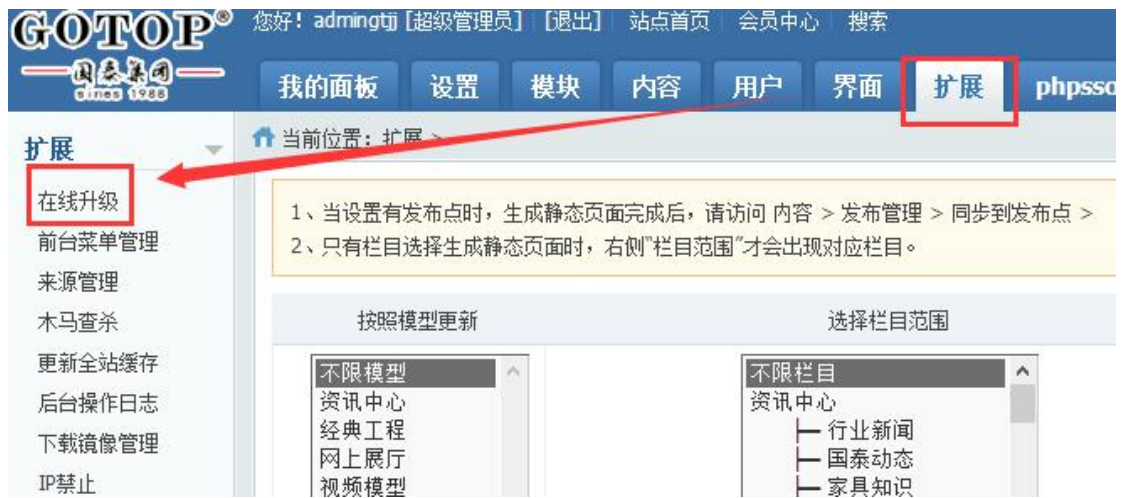 GOTOP®
国泰集团
sines 1988
您好！admingtjj [超级管理员] [退出] 站点首页 会员中心 搜索
我的面板 设置 模块 内容 用户 界面 扩展 phpsso
扩展
当前位置：扩展 >
在线升级
前台菜单管理
来源管理
木马查杀
更新全站缓存
后台操作日志
下载镜像管理
IP禁止
1、当设置有发布点时，生成静态页面完成后，请访问 内容 > 发布管理 > 同步到发布点 >
2、只有栏目选择生成静态页面时，右侧"栏目范围"才会出现对应栏目。
按照模型更新 选择栏目范围
不限模型
资讯中心
经典工程
网上展厅
视频模型
不限栏目
资讯中心
├─ 行业新闻
├─ 国泰动态
├─ 家具知识